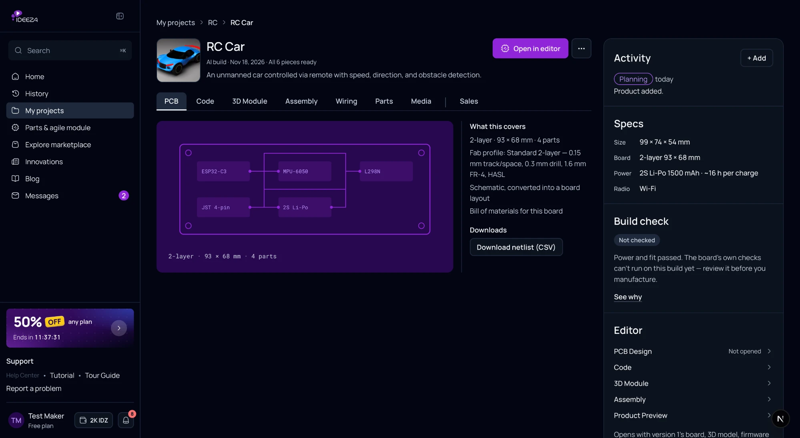 IDEEZA
Search
⌘K
Home
History
My projects
Parts & agile module
Explore marketplace
Innovations
Blog
Messages
2
50% OFF any plan
Ends in 11:37:31
Support
Help Center • Tutorial • Tour Guide
Report a problem
TM
Test Maker
Free plan
2K IDZ
8
My projects > RC > RC Car
RC Car
AI build · Nov 18, 2026 · All 6 pieces ready
An unmanned car controlled via remote with speed, direction, and obstacle detection.
Open in editor
PCB
Code
3D Module
Assembly
Wiring
Parts
Media
Sales
ESP32-C3
MPU-6050
L298N
JST 4-pin
2S Li-Po
2-layer · 93 × 68 mm · 4 parts
What this covers
2-layer · 93 × 68 mm · 4 parts
Fab profile: Standard 2-layer — 0.15
mm track/space, 0.3 mm drill, 1.6 mm
FR-4, HASL
Schematic, converted into a board
layout
Bill of materials for this board
Downloads
Download netlist (CSV)
Activity
+ Add
Planning today
Product added.
Specs
Size 99 × 74 × 54 mm
Board 2-layer 93 × 68 mm
Power 2S Li-Po 1500 mAh · ~16 h per charge
Radio Wi-Fi
Build check
Not checked
Power and fit passed. The board's own checks
can't run on this build yet — review it before you
manufacture.
See why
Editor
PCB Design Not opened
Code
3D Module
Assembly
Product Preview
Opens with version 1's board, 3D model, firmware
N